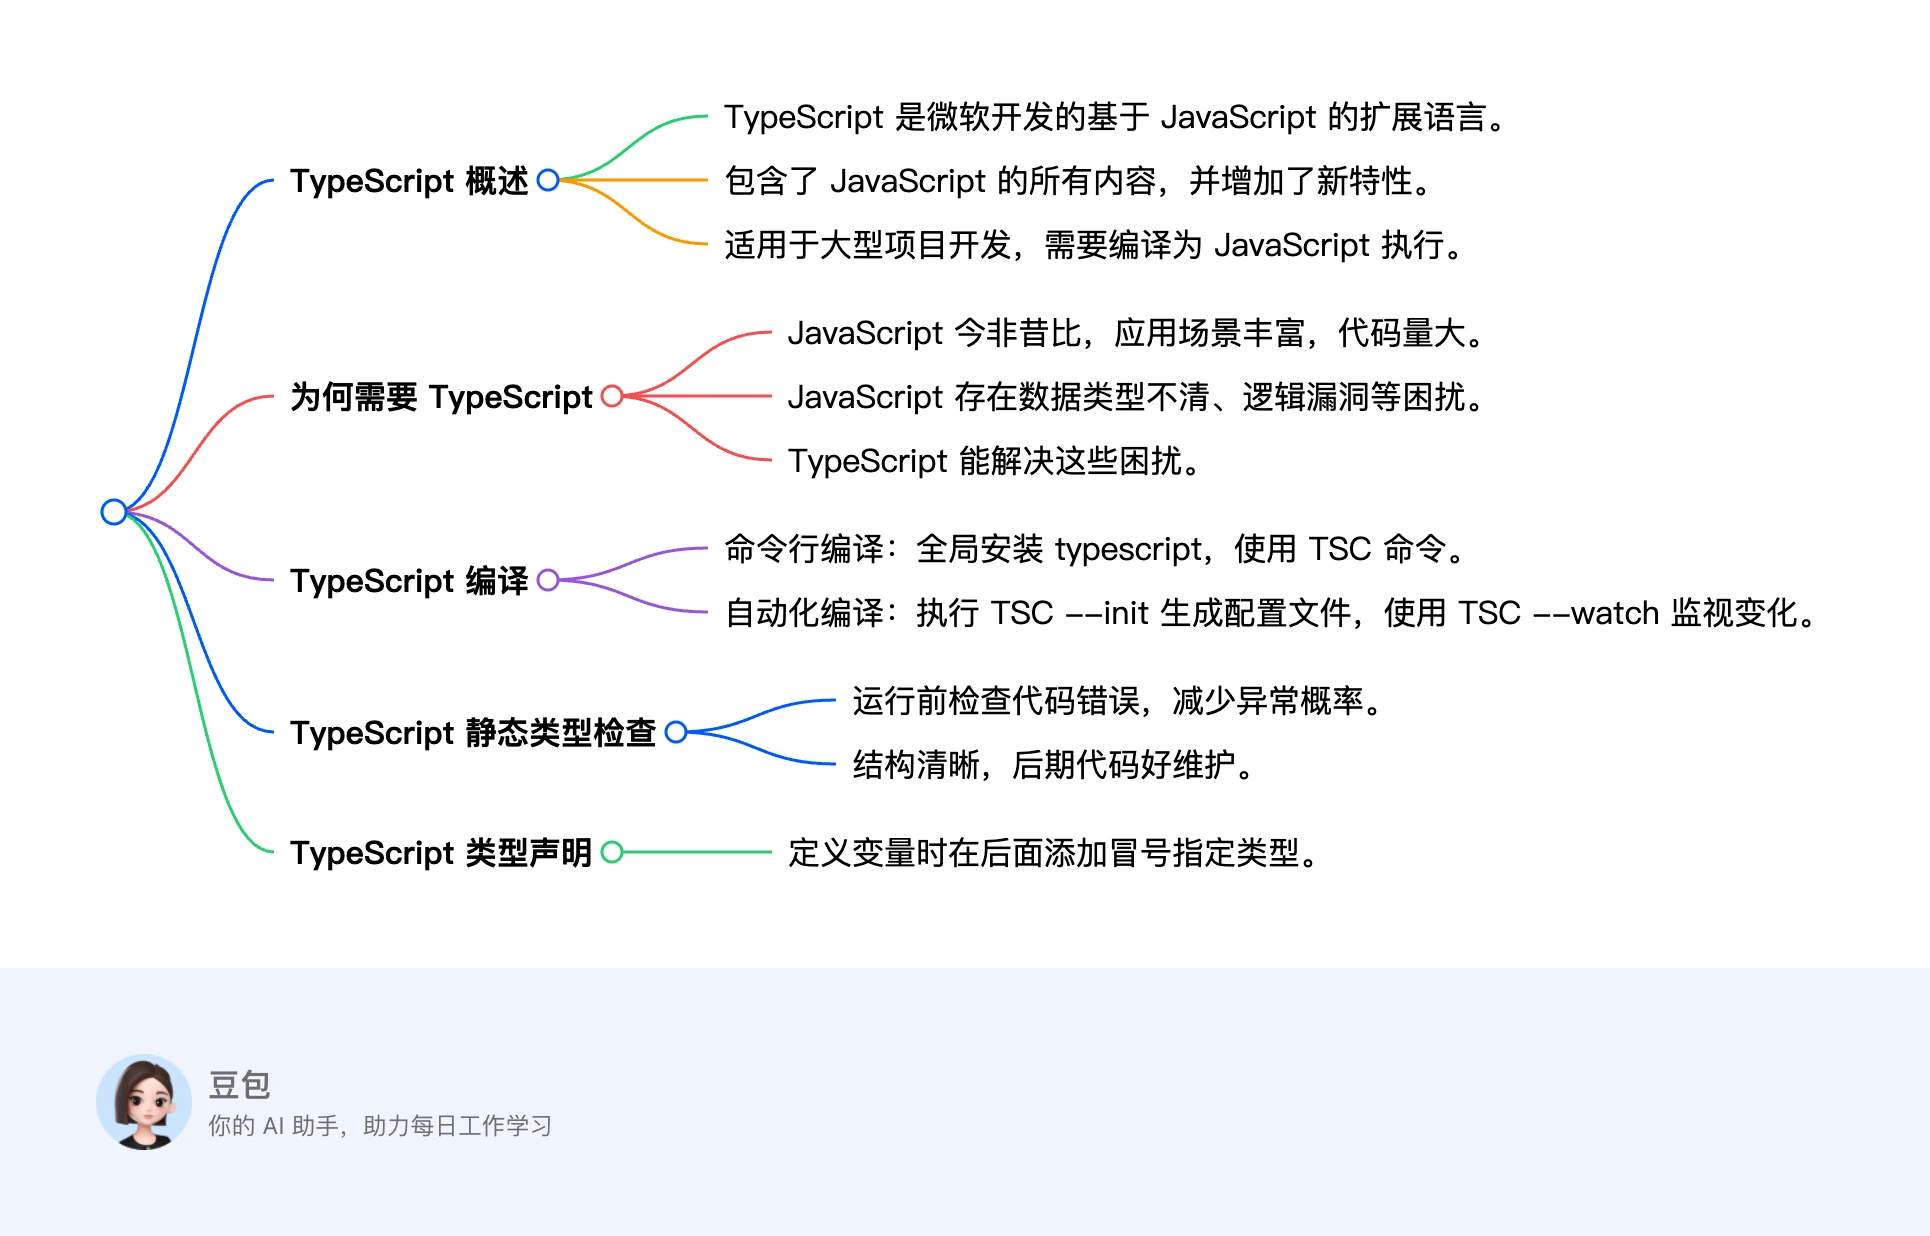 TypeScript 概述
TypeScript 是微软开发的基于 JavaScript 的扩展语言。
包含了 JavaScript 的所有内容，并增加了新特性。
适用于大型项目开发，需要编译为 JavaScript 执行。
为何需要 TypeScript
JavaScript 今非昔比，应用场景丰富，代码量大。
JavaScript 存在数据类型不清、逻辑漏洞等困扰。
TypeScript 能解决这些困扰。
TypeScript 编译
命令行编译：全局安装 typescript，使用 TSC 命令。
自动化编译：执行 TSC --init 生成配置文件，使用 TSC --watch 监视变化。
TypeScript 静态类型检查
运行前检查代码错误，减少异常概率。
结构清晰，后期代码好维护。
TypeScript 类型声明
定义变量时在后面添加冒号指定类型。
豆包
你的 AI 助手，助力每日工作学习